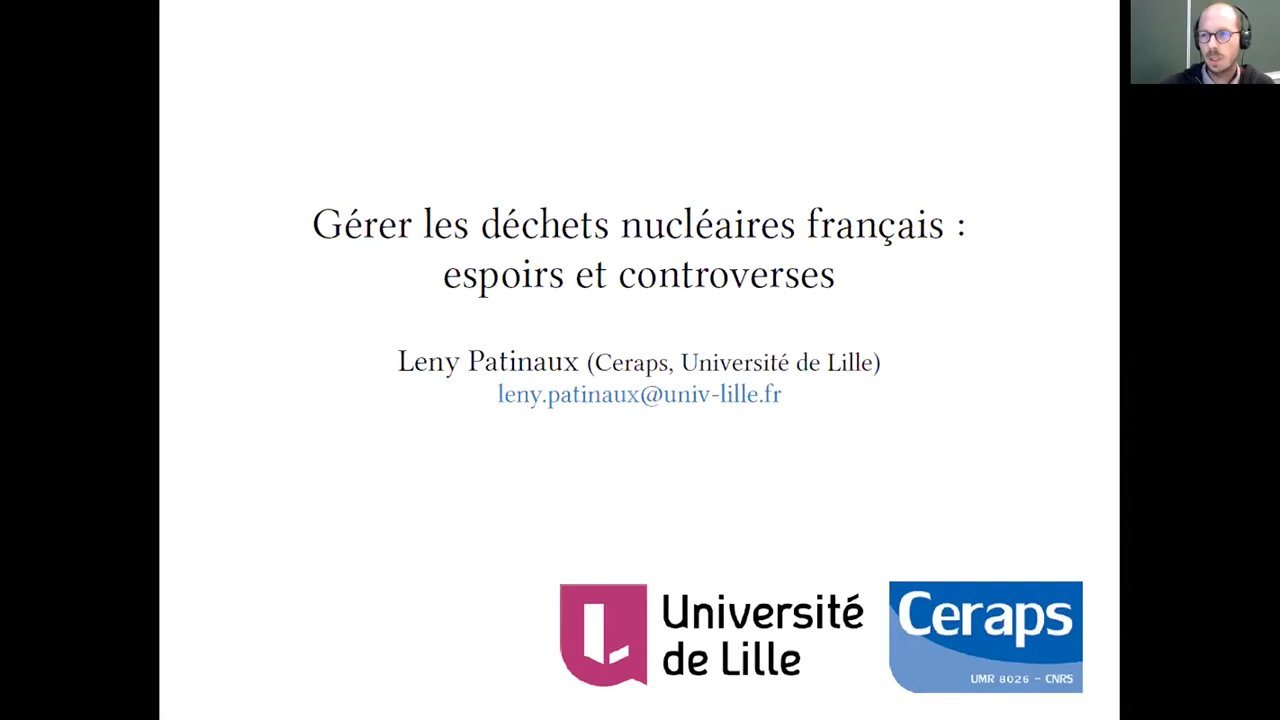 Gérer les déchets nucléaires français :
espoirs et controverses
Leny Patinaux (Ceraps, Université de Lille)
leny.patinaux@univ-lille.fr
Université
de Lille
Ceraps
UMR 8026 - CNRS